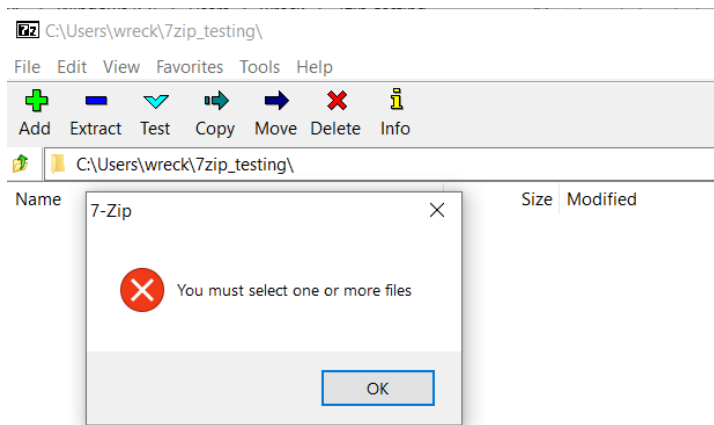 7z C:\Users\wreck\7zip_testing\
File Edit View Favorites Tools Help
Add Extract Test Copy Move Delete Info
C:\Users\wreck\7zip_testing\
Name Size Modified
7-Zip
You must select one or more files
OK